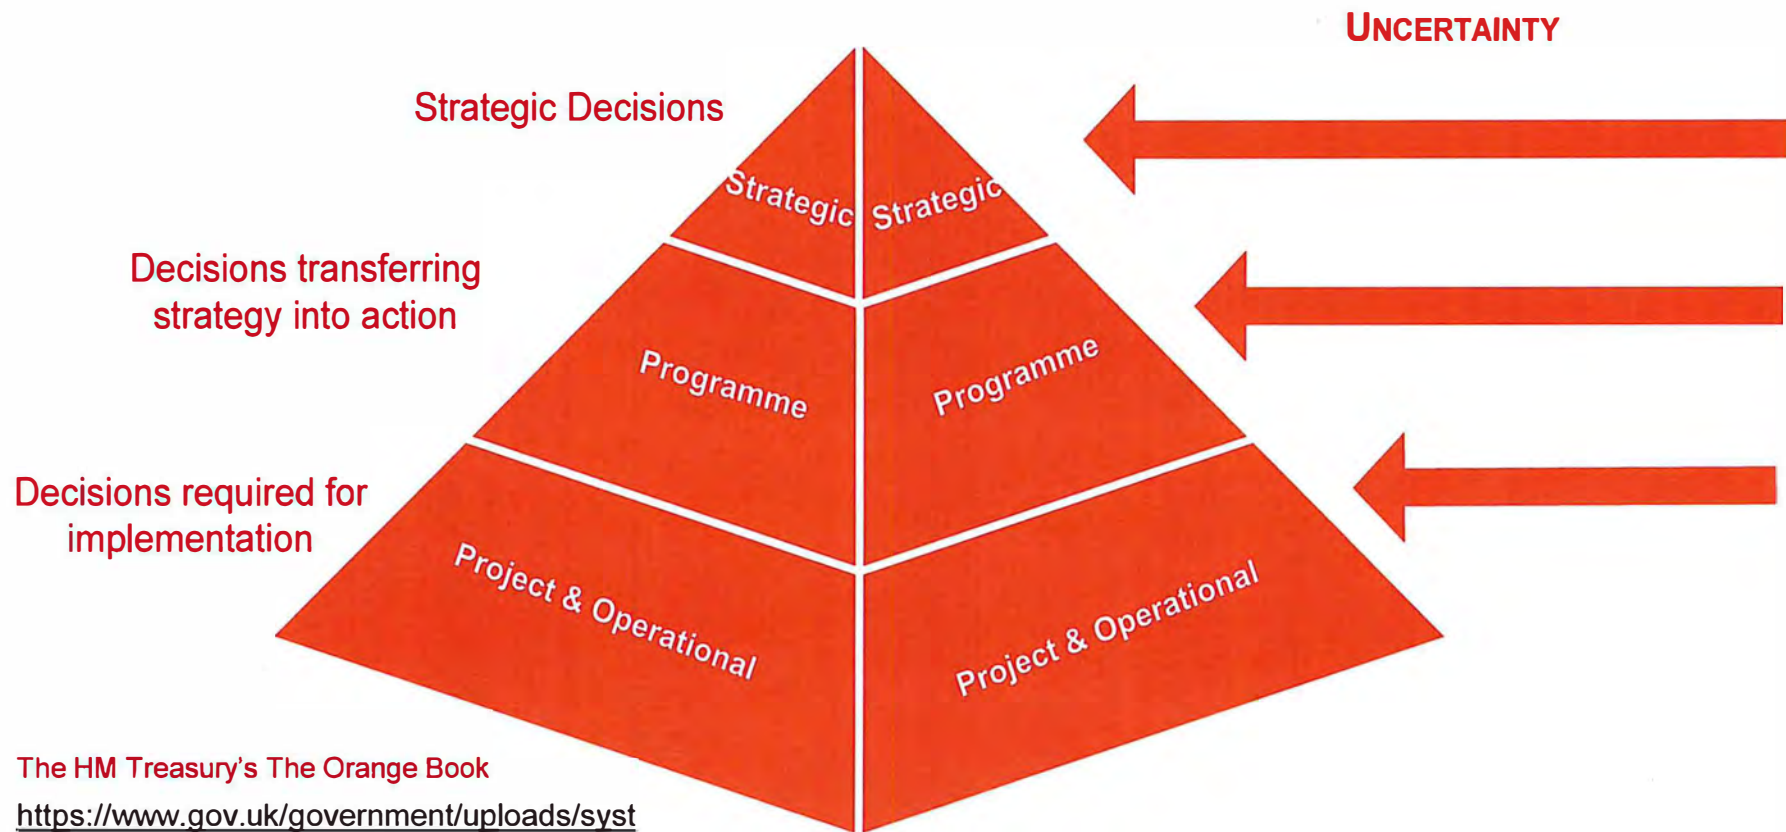 UNCERTAINTY
Strategic Decisions
Strategic
Strategic
Decisions transferring
strategy into action
Programme
Programme
Decisions required for
implementation
Project & Operational
Project & Operational
The HM Treasury's The Orange Book
https://www.gov.uk/government/uploads/syst